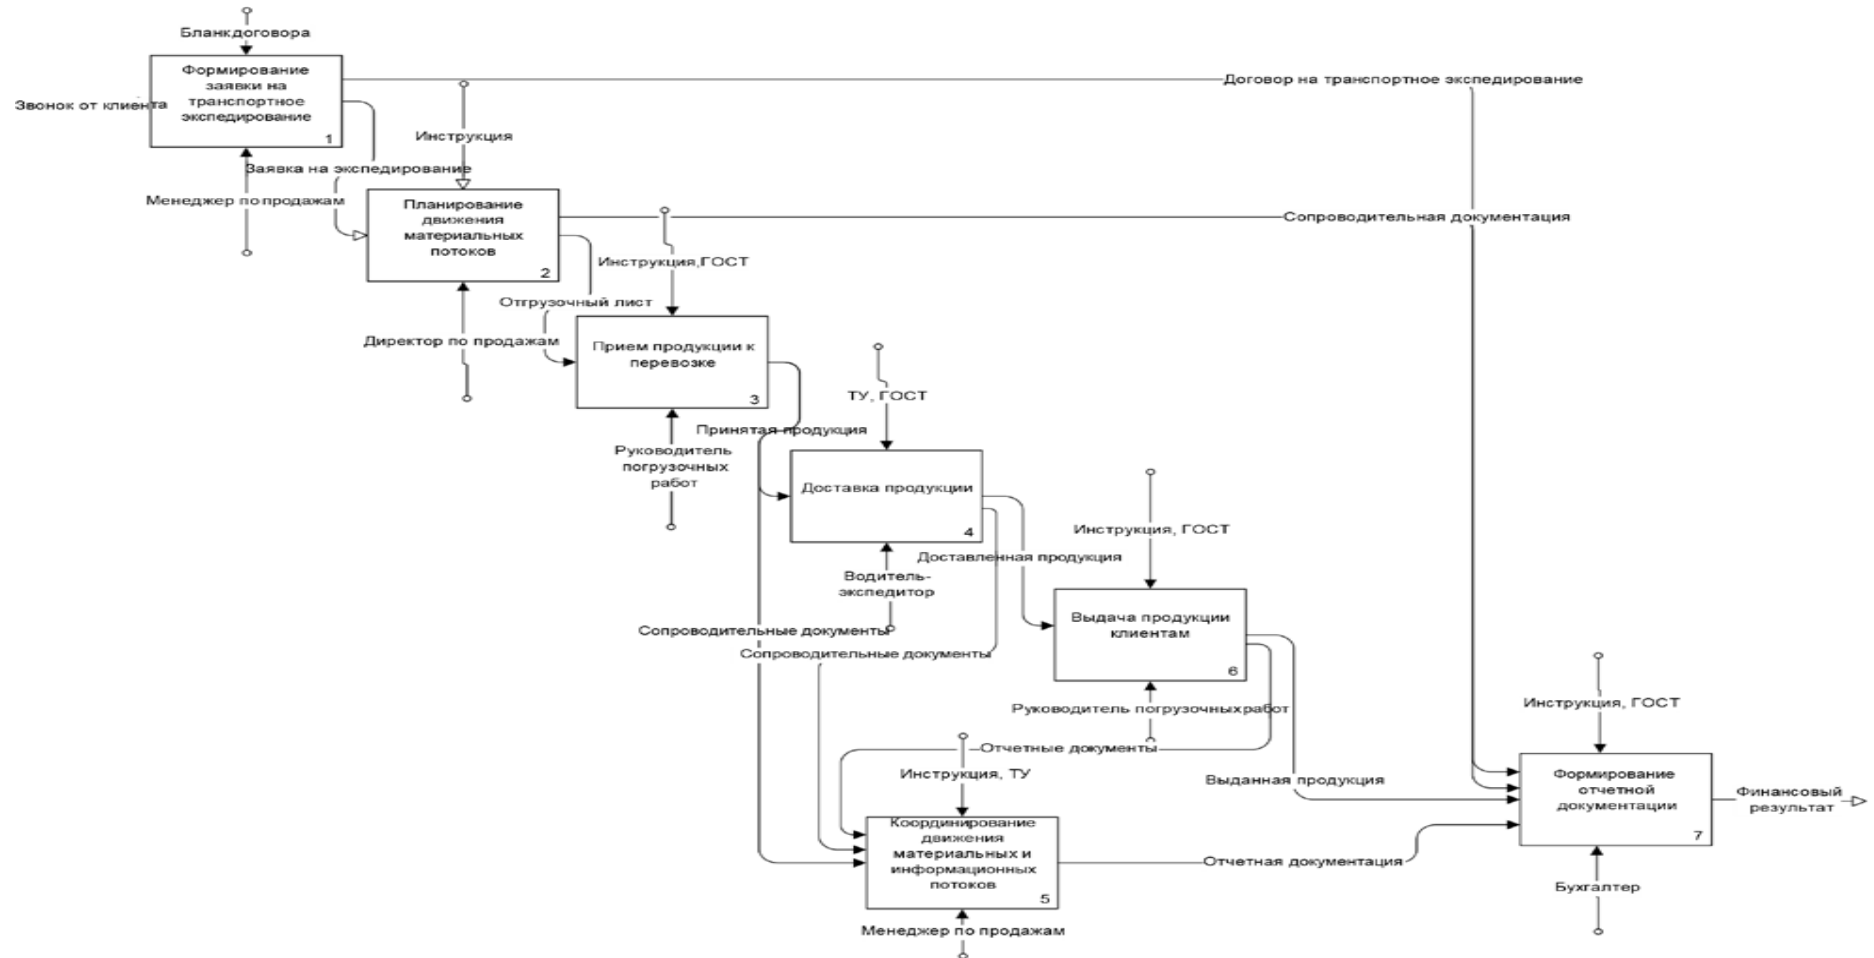 Бланкдоговора
Формирование
заявки на
транспортное
экспедирование
1
Звонок от клиента
Договор на транспортное экспедирование
Инструкция
Заявка на экспедирование
Менеджер по продажам
Планирование
движения
материальных
потоков
2
Сопроводительная документация
Инструкция,ГОСТ
Отгрузочный лист
Директор по продажам
Прием продукции к
перевозке
3
ТУ, ГОСТ
Принятая продукция
Руководитель
погрузочных
работ
Доставка продукции
4
Инструкция, ГОСТ
Доставленная продукция
Водитель-
экспедитор
Сопроводительные документы
Сопроводительные документы
Выдача продукции
клиентам
6
Руководитель погрузочныхработ
Инструкция, ГОСТ
Отчетные документы
Инструкция, ТУ
Выданная продукция
Формирование
отчетной
документации
7
Финансовый
результат
Координирование
движения
материальных и
информационных
потоков
5
Отчетная документация
Бухгалтер
Менеджер по продажам